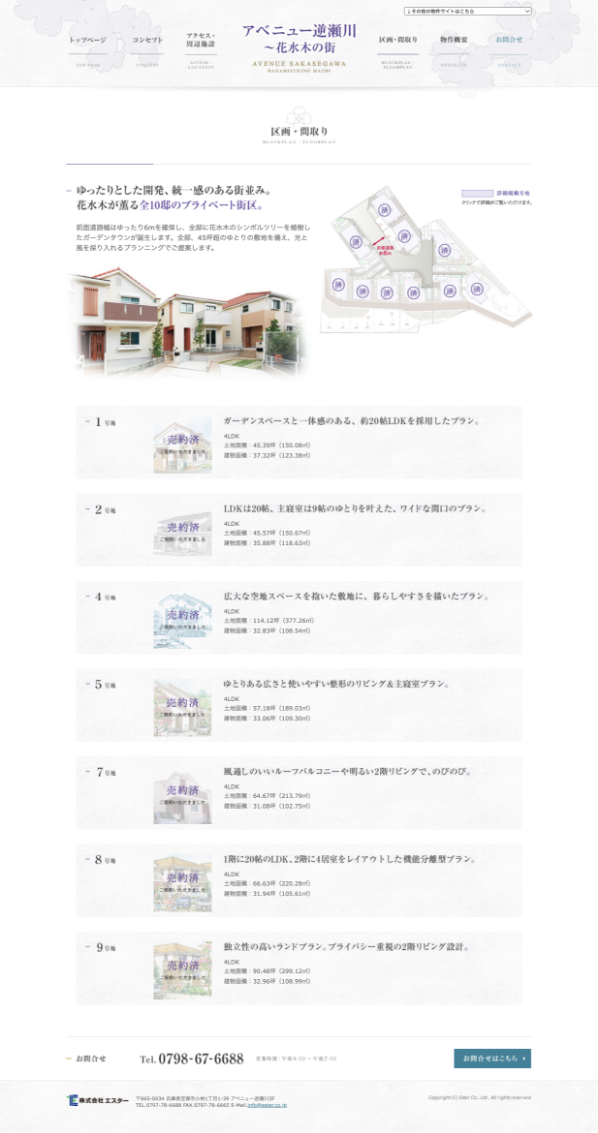 ↓その他の物件サイトはこちら
トップページ
コンセプト
アクセス・
周辺施設
アベニュー逆瀬川
～花水木の街
区画・間取り
物件概要
お問合せ
TOP PAGE
CONCEPT
ACCESS・
LOCATION
AVENUE SAKASEGAWA
HANAMIZUKINO MACHI
BLOCKPLAN・
FLOORPLAN
CONTACT
区画・間取り
BLOCKPLAN・FLOORPLAN
ゆったりとした開発、統一感のある街並み。
花水木が薫る全10邸のプライベート街区。
前面道路幅はゆったり6mを確保し、全邸に花水木のシンボルツリーを植樹し
たガーデンタウンが誕生します。全邸、45坪超のゆとりの敷地を備え、光と
風を採り入れるプランニングでご提案します。
詳細掲載号地
クリックで詳細がご覧いただけます。
済
済
済
済
済
済
済
済
済
済
1 号地
売約済
ご契約いただきました
ガーデンスペースと一体感のある、約20帖LDKを採用したプラン。
4LDK
土地面積：45.39坪（150.08㎡）
建物面積：37.32坪（123.38㎡）
2 号地
売約済
ご契約いただきました
LDKは20帖、主寝室は9帖のゆとりを叶えた、ワイドな間口のプラン。
4LDK
土地面積：45.57坪（150.67㎡）
建物面積：35.88坪（118.63㎡）
4 号地
売約済
ご契約いただきました
広大な空地スペースを抱いた敷地に、暮らしやすさを描いたプラン。
4LDK
土地面積：114.12坪（377.26㎡）
建物面積：32.83坪（108.54㎡）
5 号地
売約済
ご契約いただきました
ゆとりある広さと使いやすい整形のリビング＆主寝室プラン。
4LDK
土地面積：57.18坪（189.03㎡）
建物面積：33.06坪（109.30㎡）
7 号地
売約済
ご契約いただきました
風通しのいいルーフバルコニーや明るい2階リビングで、のびのび。
4LDK
土地面積：64.67坪（213.79㎡）
建物面積：31.08坪（102.75㎡）
8 号地
売約済
ご契約いただきました
1階に20帖のLDK、2階に4居室をレイアウトした機能分離型プラン。
4LDK
土地面積：66.63坪（220.28㎡）
建物面積：31.94坪（105.61㎡）
9 号地
売約済
ご契約いただきました
独立性の高いランドプラン。プライバシー重視の2階リビング設計。
4LDK
土地面積：90.48坪（299.12㎡）
建物面積：32.96坪（108.99㎡）
お問合せ
Tel. 0798-67-6688
営業時間：午前9:00～午後7:00
お問合せはこちら
株式会社 エスター
〒665-0034 兵庫県宝塚市小林1丁目1-39 アベニュー逆瀬川2F
TEL.0797-78-6688 FAX.0797-78-6665 E-Mail.info@ester.co.jp
Copyright(C) Ester Co., Ltd. All rights reserved.